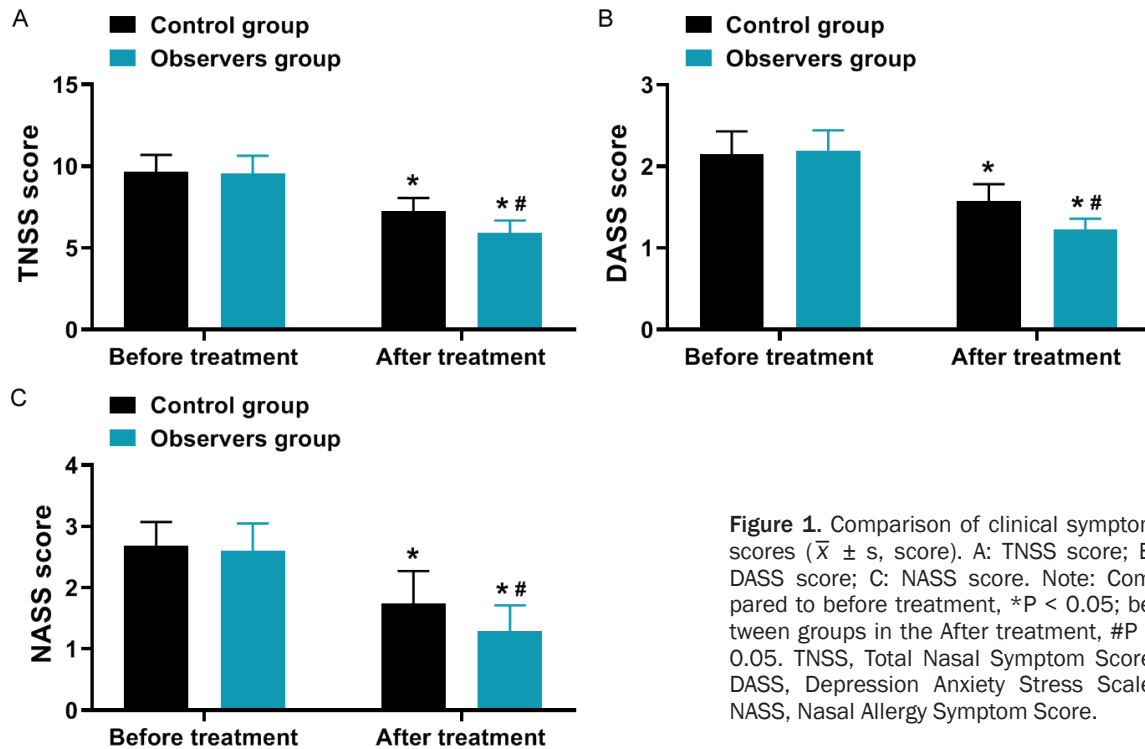 A
Control group
Observers group
15
10
5
0
TNSS score
*
* #
Before treatment
After treatment
B
Control group
Observers group
3
2
1
0
DASS score
*
* #
Before treatment
After treatment
C
Control group
Observers group
4
3
2
1
0
NASS score
*
* #
Before treatment
After treatment
Figure 1. Comparison of clinical symptom
scores (x̅ ± s, score). A: TNSS score;
DASS score; C: NASS score. Note: Com-
pared to before treatment, *P < 0.05; be-
tween groups in the After treatment, #P
0.05. TNSS, Total Nasal Symptom Score
DASS, Depression Anxiety Stress Scale
NASS, Nasal Allergy Symptom Score.